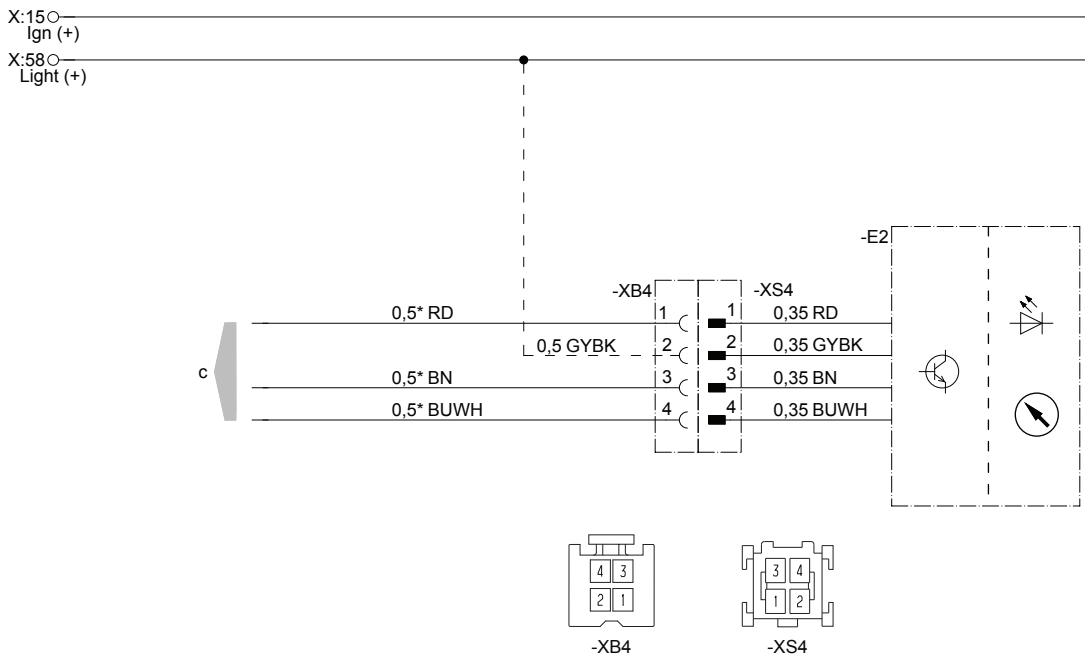 X:15
Ign (+)
X:58
Light (+)
-E2
-XB4 -XS4
0,5* RD 1 1 0,35 RD
0,5 GYBK 2 2 0,35 GYBK
c
0,5* BN 3 3 0,35 BN
0,5* BUWH 4 4 0,35 BUWH
4 3 3 4
2 1 1 2
-XB4 -XS4